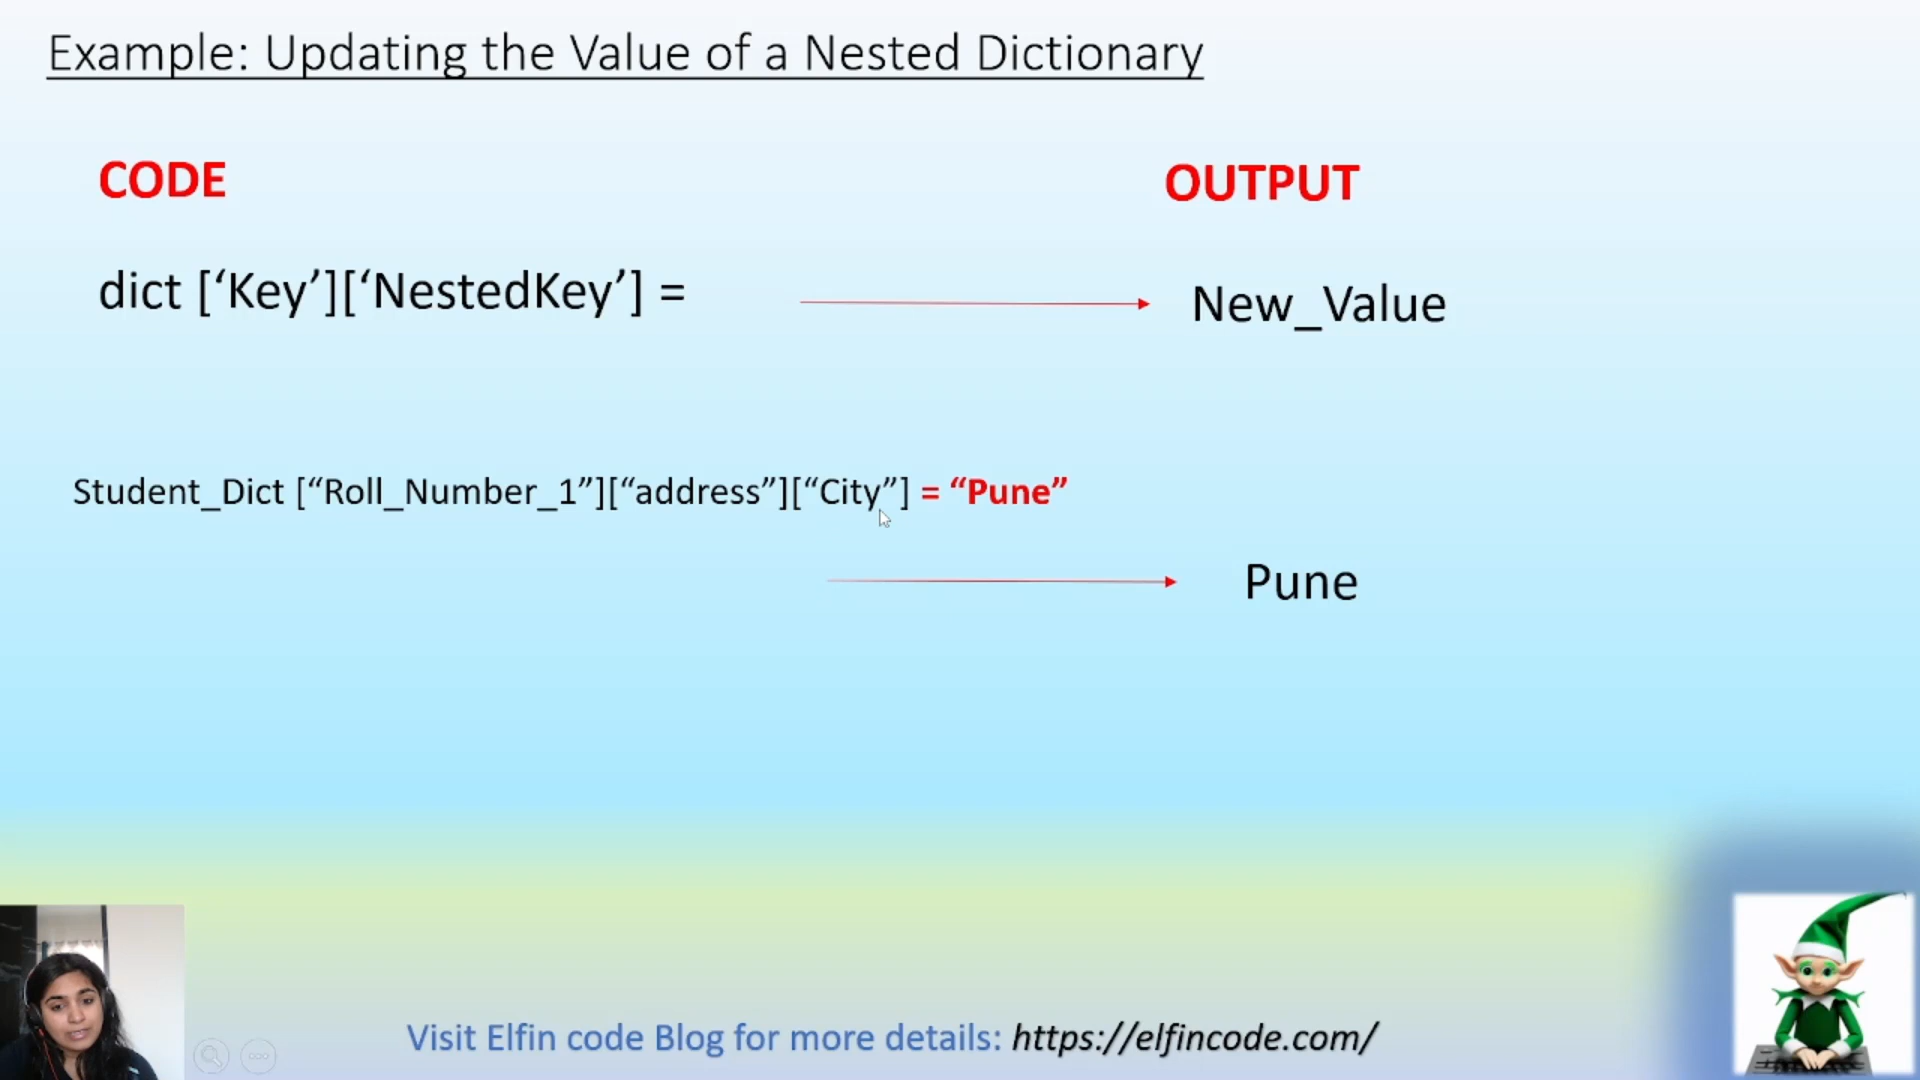 Example: Updating the Value of a Nested Dictionary
CODE
OUTPUT
dict [‘Key’][‘NestedKey’] =
New_Value
Student_Dict [“Roll_Number_1”][“address”][“City”] = “Pune”
Pune
Visit Elfin code Blog for more details: https://elfincode.com/